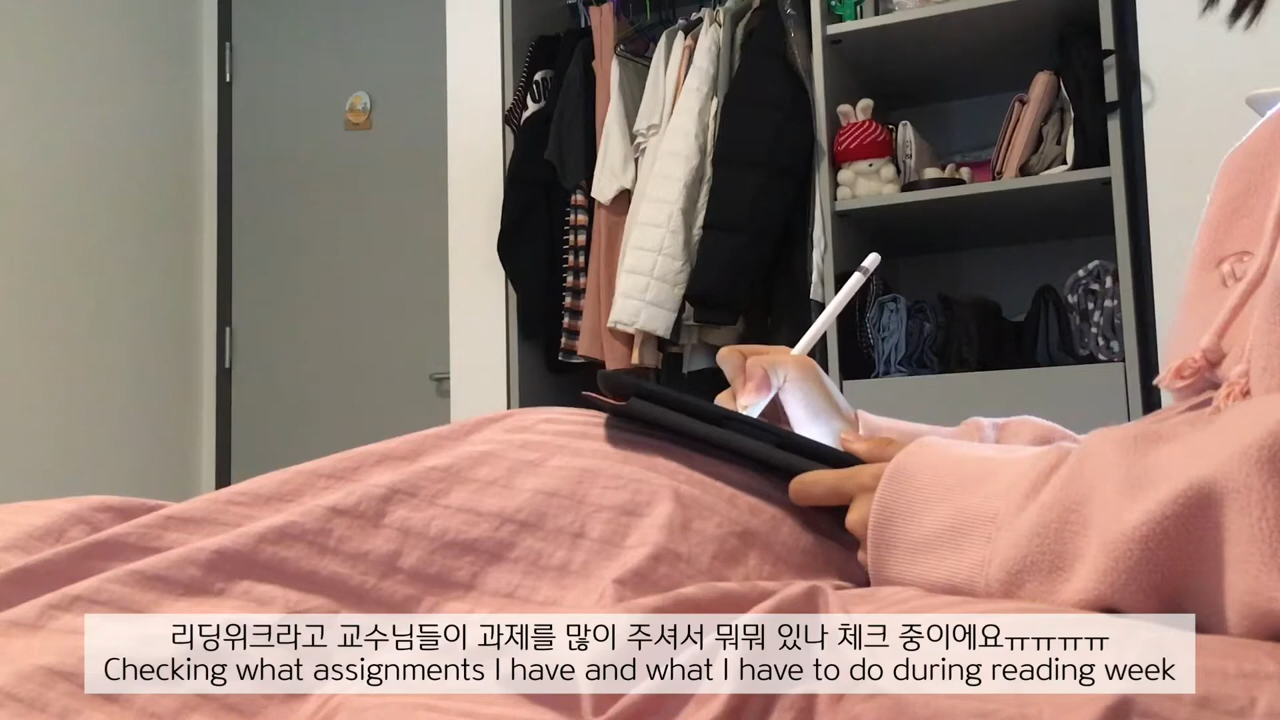 리딩위크라고 교수님들이 과제를 많이 주셔서 뭐뭐 있나 체크 중이에요ㅠㅠㅠㅠ
Checking what assignments I have and what I have to do during reading week